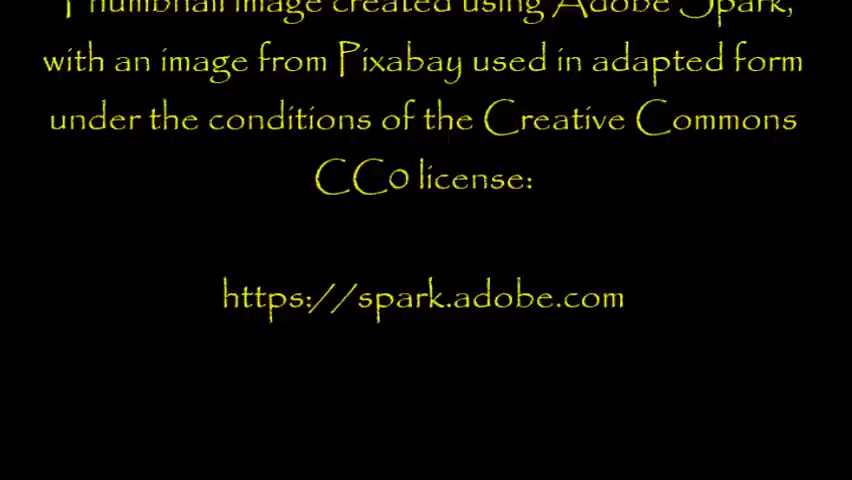 Thumbnail image created using Adobe Spark,
with an image from Pixabay used in adapted form
under the conditions of the Creative Commons
CC0 license:
https://spark.adobe.com